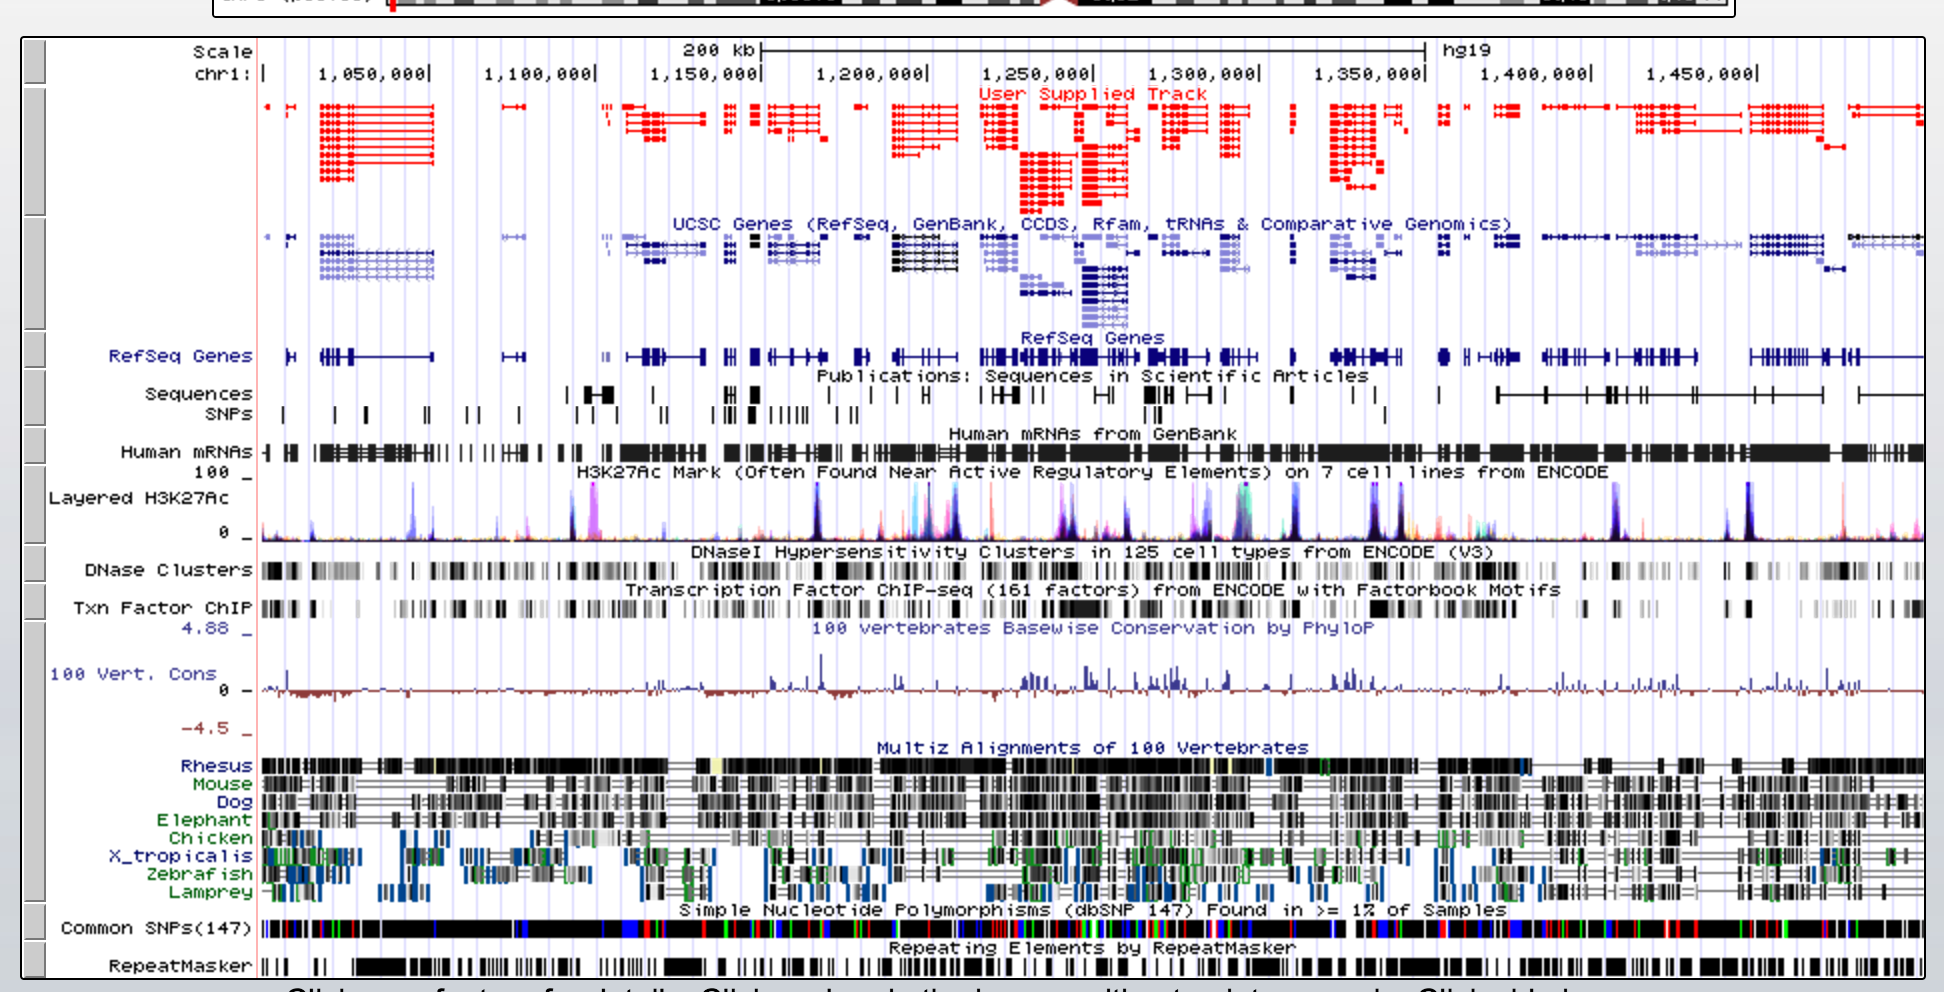 Scale 200 kb hg19
chr1: 1,050,000 1,100,000 1,150,000 1,200,000 1,250,000 1,300,000 1,350,000 1,400,000 1,450,000
User Supplied Track
UCSC Genes (RefSeq, GenBank, CCDS, Rfam, tRNAs & Comparative Genomics)
RefSeq Genes
RefSeq Genes
Publications: Sequences in Scientific Articles
Sequences
SNPs
Human mRNAs from GenBank
Human mRNAs
100 _ H3K27Ac Mark (Often Found Near Active Regulatory Elements) on 7 cell lines from ENCODE
Layered H3K27Ac
0 _
DNaseI Hypersensitivity Clusters in 125 cell types from ENCODE (V3)
DNase Clusters
Transcription Factor ChIP-seq (161 factors) from ENCODE with Factorbook Motifs
Txn Factor ChIP
4.88 _ 100 vertebrates Basewise Conservation by PhyloP
100 Vert. Cons
0 -
-4.5 _
Multiz Alignments of 100 Vertebrates
Rhesus
Mouse
Dog
Elephant
Chicken
X_tropicalis
Zebrafish
Lamprey
Simple Nucleotide Polymorphisms (dbSNP 147) Found in >= 1% of Samples
Common SNPs(147)
Repeating Elements by RepeatMasker
RepeatMasker